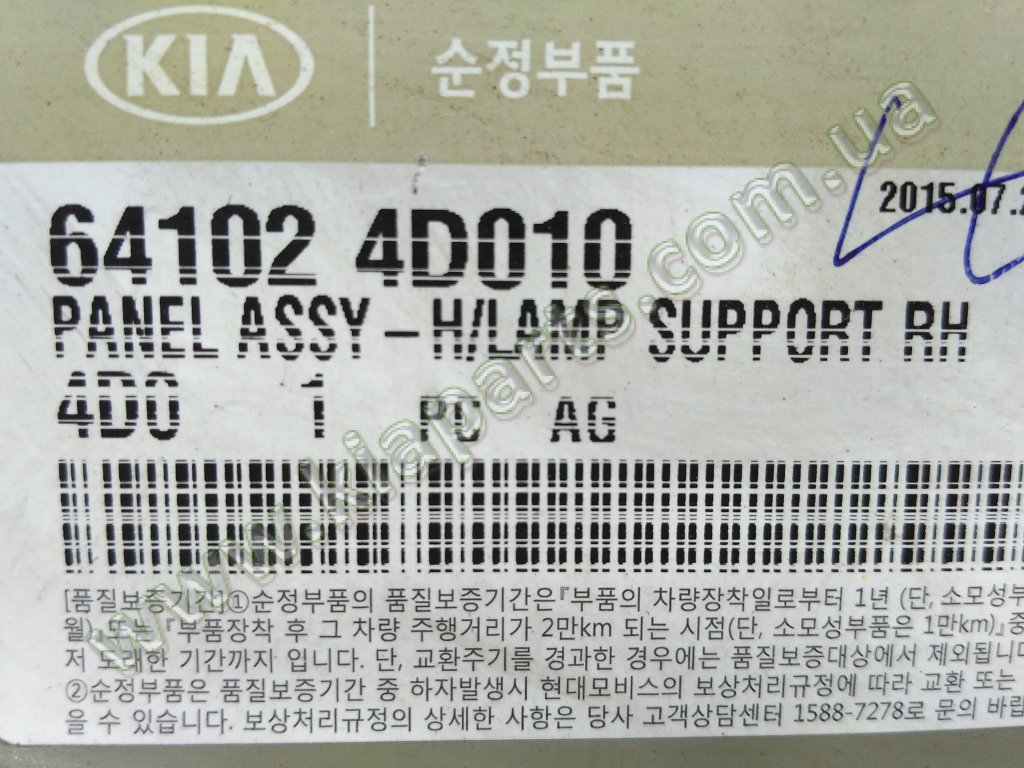 KIA 순정부품
2015.07.2
64102 4D010
PANEL ASSY - H/LAMP SUPPORT RH
4D0 1 PC AG
www.kiaparts.com.ua
[품질보증기간]①순정부품의 품질보증기간은『부품의 차량장착일로부터 1년 (단, 소모성부
월) 또는 『부품장착 후 그 차량 주행거리가 2만km 되는 시점(단, 소모성부품은 1만km)』중
저 도래한 기간까지 입니다. 단, 교환주기를 경과한 경우에는 품질보증대상에서 제외됩니
②순정부품은 품질보증기간 중 하자발생시 현대모비스의 보상처리규정에 따라 교환 또는
을 수 있습니다. 보상처리규정의 상세한 사항은 당사 고객상담센터 1588-7278로 문의 바랍